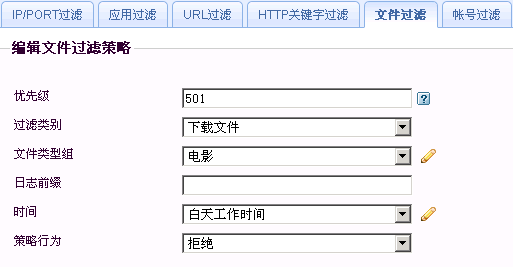 IP/PORT过滤 应用过滤 URL过滤 HTTP关键字过滤 文件过滤 帐号过滤
编辑文件过滤策略
优先级 501 ?
过滤类别 下载文件
文件类型组 电影
日志前缀
时间 白天工作时间
策略行为 拒绝